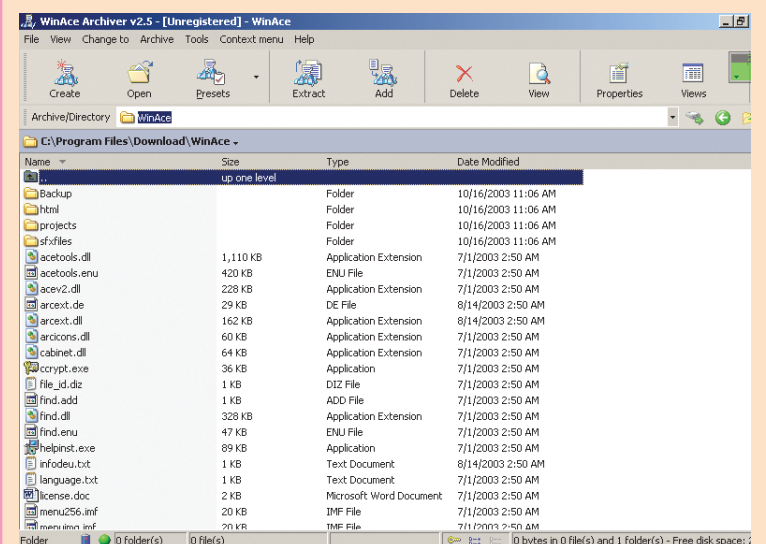 WinAce Archiver v2.5 - [Unregistered] - WinAce
File View Change to Archive Tools Context menu Help
Create Open Presets Extract Add Delete View Properties Views
Archive/Directory WinAce
C:\Program Files\Download\WinAce
Name Size Type Date Modified
.. up one level
Backup Folder 10/16/2003 11:06 AM
html Folder 10/16/2003 11:06 AM
projects Folder 10/16/2003 11:06 AM
sfxfiles Folder 10/16/2003 11:06 AM
acetools.dll 1,110 KB Application Extension 7/1/2003 2:50 AM
acetools.enu 420 KB ENU File 7/1/2003 2:50 AM
acev2.dll 228 KB Application Extension 7/1/2003 2:50 AM
arcext.de 29 KB DE File 8/14/2003 2:50 AM
arcext.dll 162 KB Application Extension 8/14/2003 2:50 AM
arcicons.dll 60 KB Application Extension 7/1/2003 2:50 AM
cabinet.dll 64 KB Application Extension 7/1/2003 2:50 AM
ccrypt.exe 36 KB Application 7/1/2003 2:50 AM
file_id.diz 1 KB DIZ File 7/1/2003 2:50 AM
find.add 1 KB ADD File 7/1/2003 2:50 AM
find.dll 328 KB Application Extension 7/1/2003 2:50 AM
find.enu 47 KB ENU File 7/1/2003 2:50 AM
helpinst.exe 89 KB Application 7/1/2003 2:50 AM
infodeu.txt 1 KB Text Document 8/14/2003 2:50 AM
language.txt 1 KB Text Document 7/1/2003 2:50 AM
license.doc 2 KB Microsoft Word Document 7/1/2003 2:50 AM
menu256.imf 20 KB IMF File 7/1/2003 2:50 AM
menuimg.imf 20 KB IMF File 7/1/2003 2:50 AM
Folder 0 folder(s) 0 file(s) 0 bytes in 0 file(s) and 1 folder(s) - Free disk space: